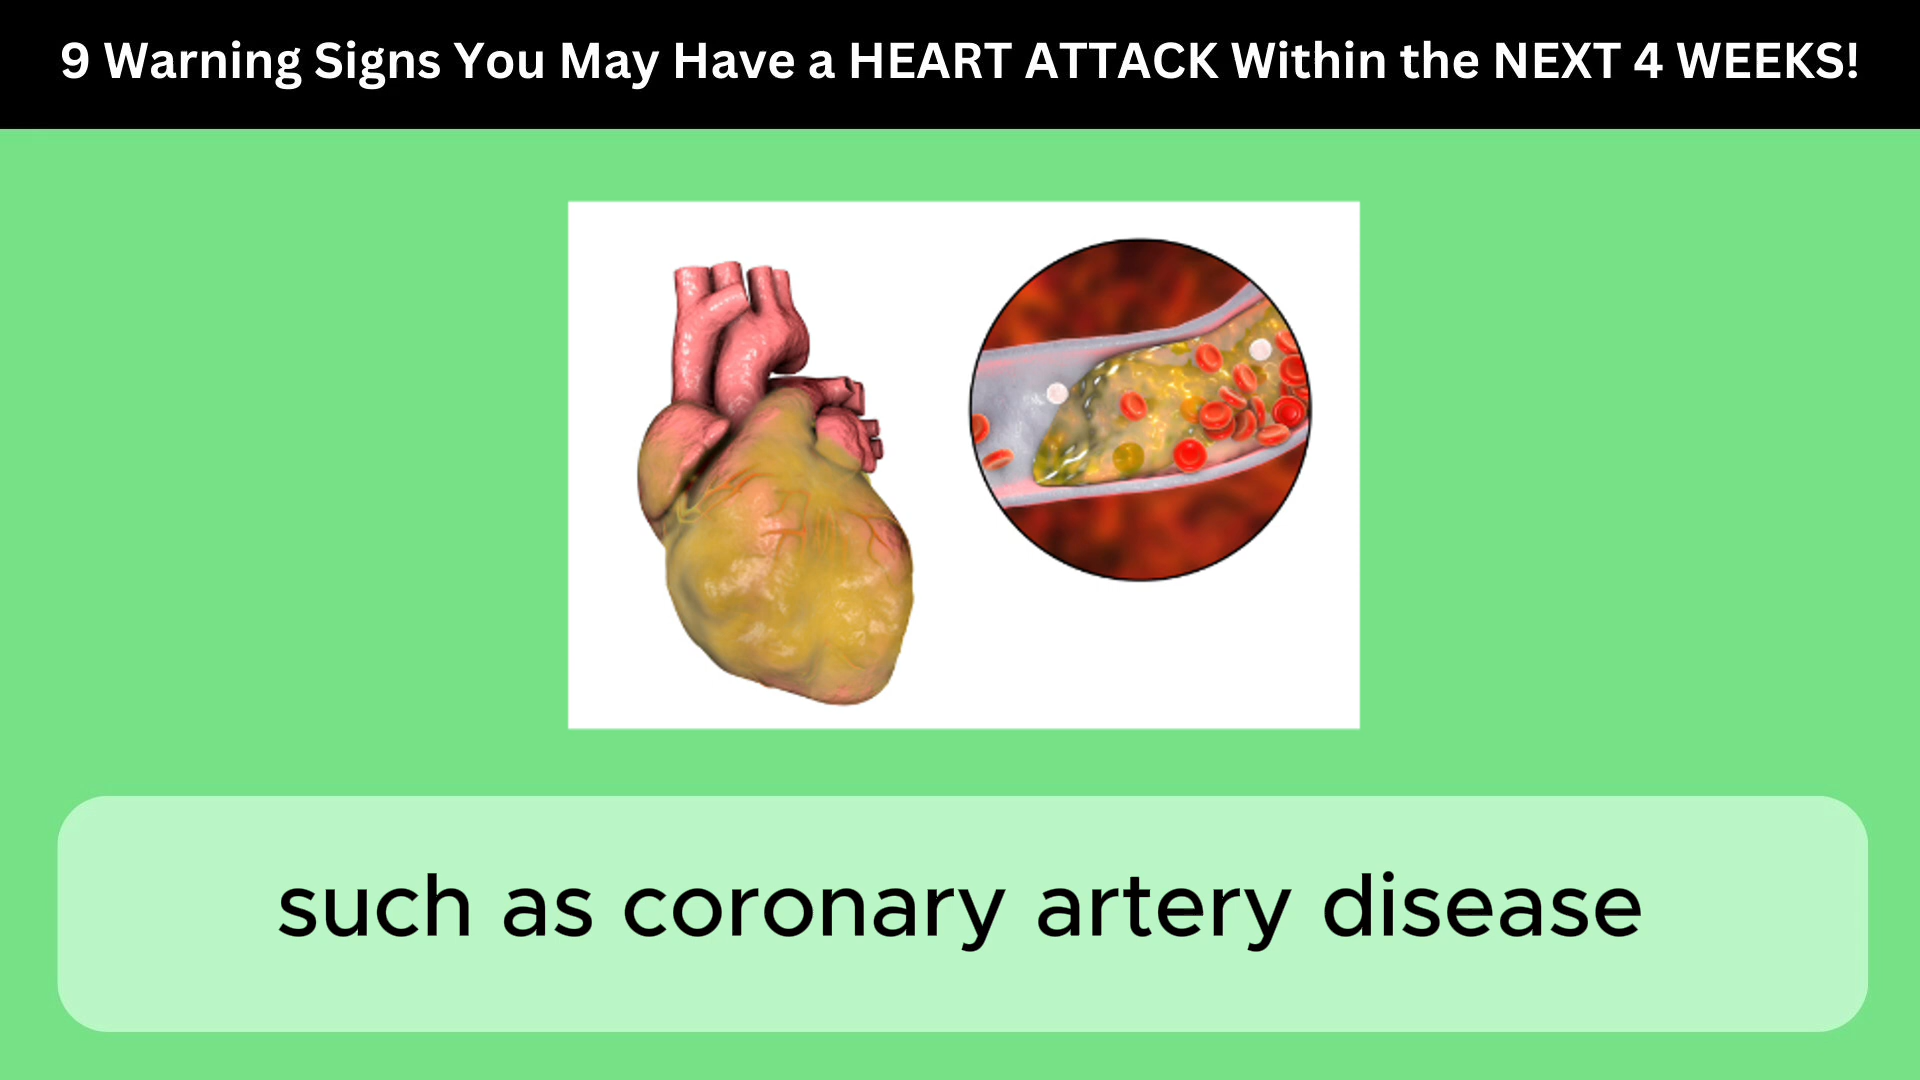 9 Warning Signs You May Have a HEART ATTACK Within the NEXT 4 WEEKS!
such as coronary artery disease